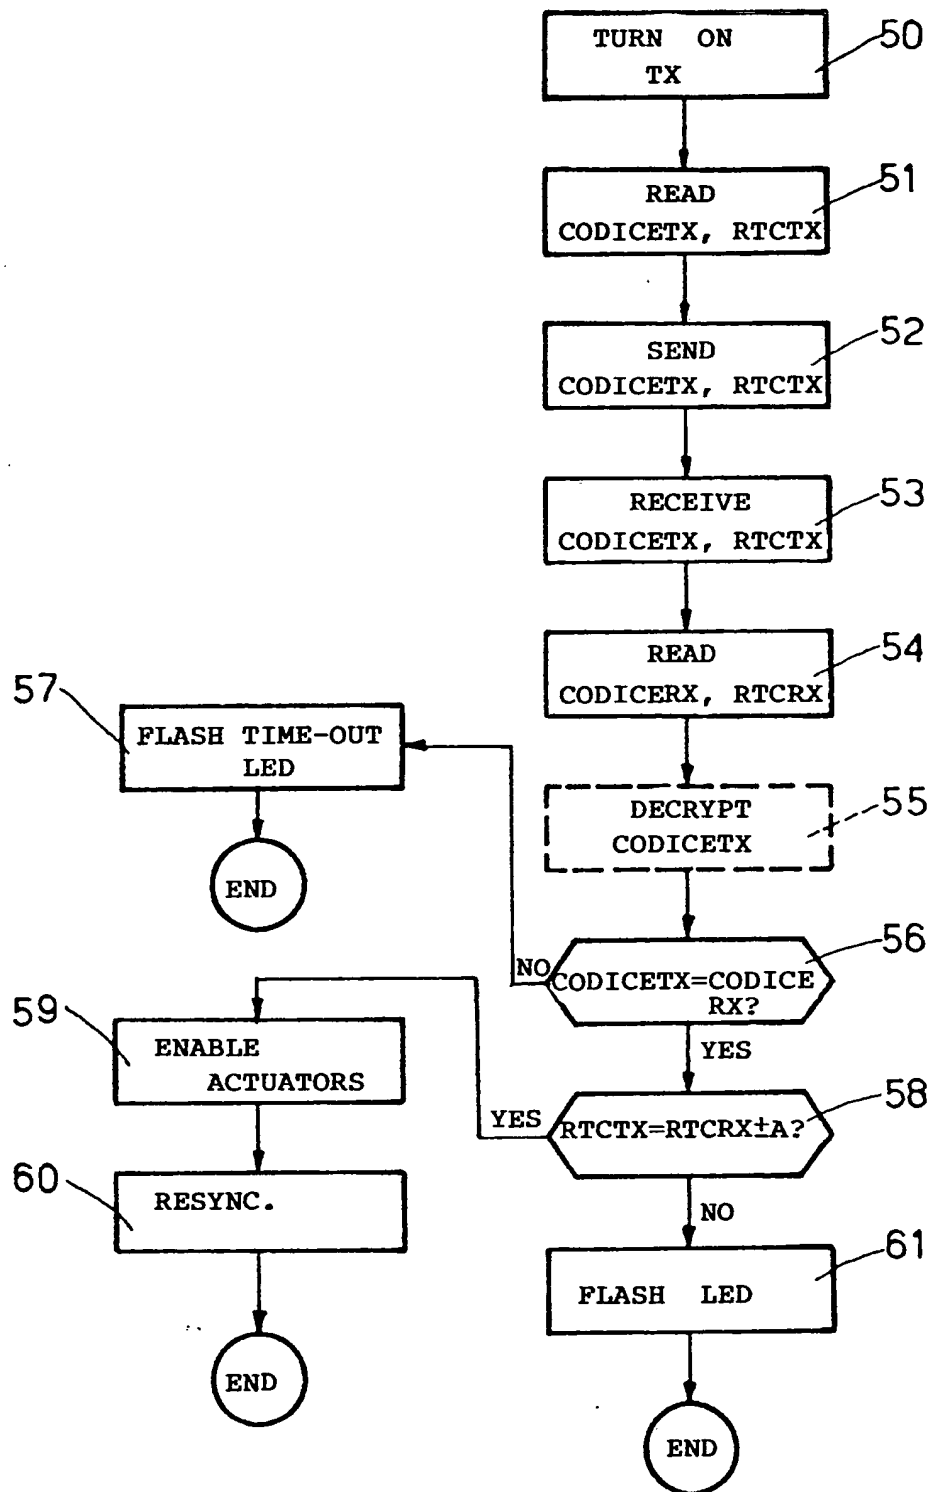 TURN ON
TX
50
READ
CODICETX, RTCTX
51
SEND
CODICETX, RTCTX
52
RECEIVE
CODICETX, RTCTX
53
READ
CODICERX, RTCRX
54
DECRYPT
CODICETX
55
CODICETX=CODICE
RX?
56
NO
YES
57
FLASH TIME-OUT
LED
END
RTCTX=RTCRX±A?
58
YES
NO
59
ENABLE
ACTUATORS
60
RESYNC.
END
FLASH LED
61
END